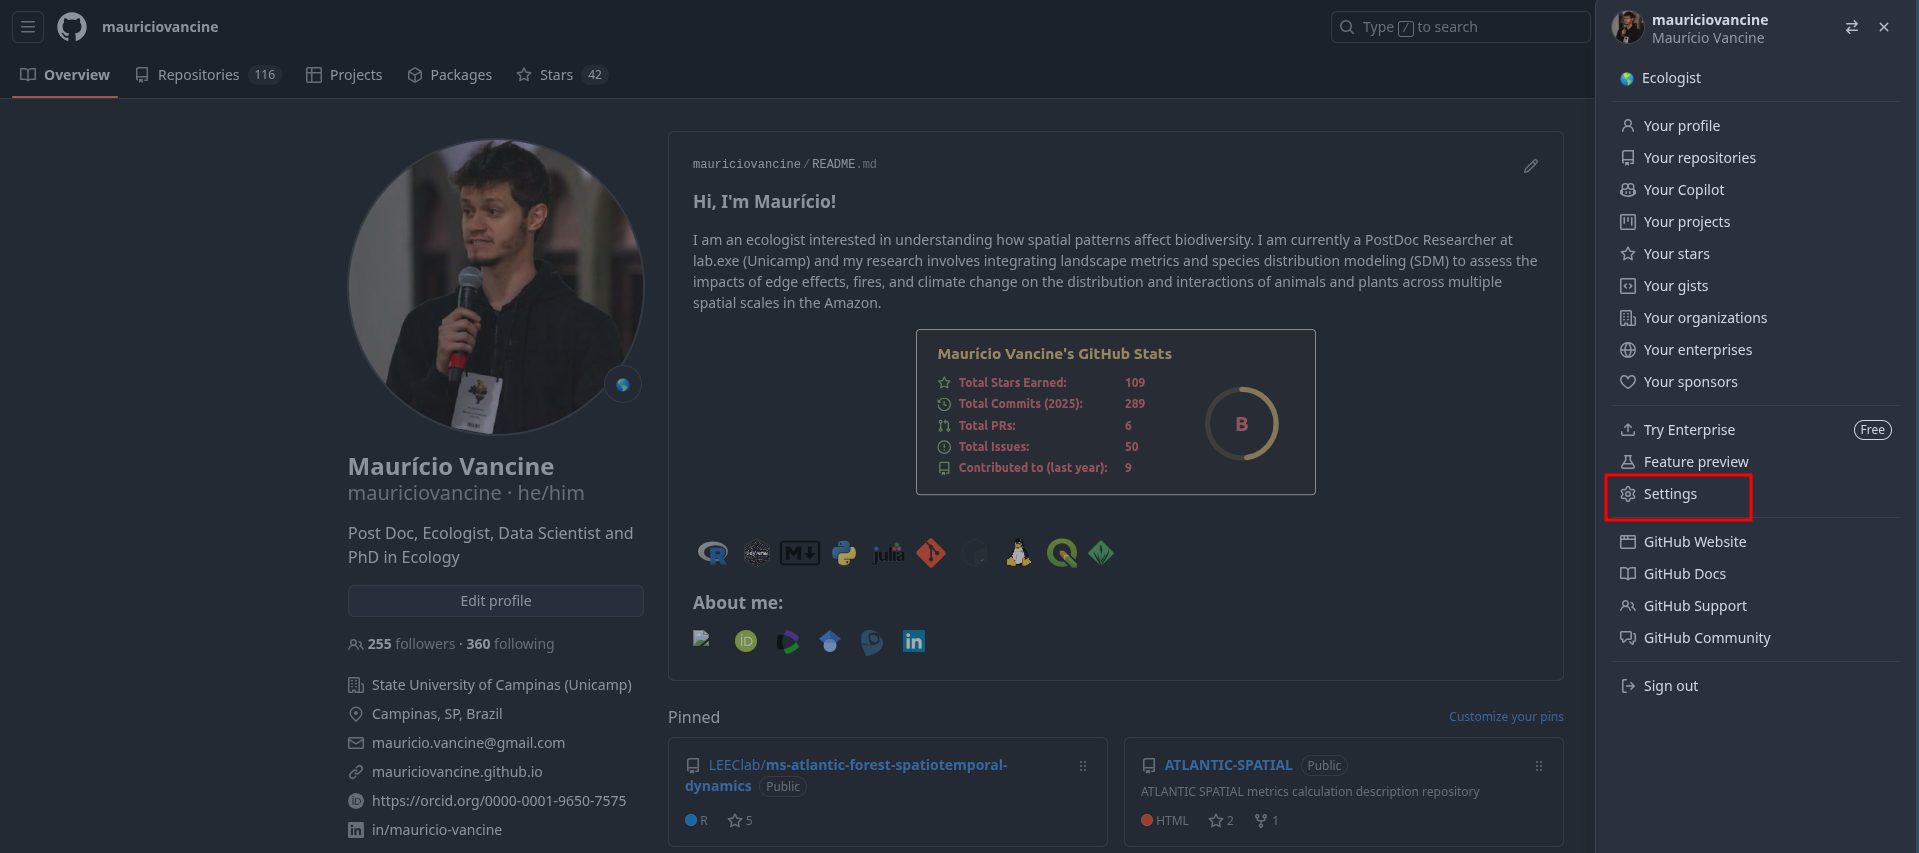 mauriciovancine
Type / to search
Overview
Repositories 116
Projects
Packages
Stars 42
mauriciovancine / README.md
Hi, I'm Maurício!
I am an ecologist interested in understanding how spatial patterns affect biodiversity. I am currently a PostDoc Researcher at
lab.exe (Unicamp) and my research involves integrating landscape metrics and species distribution modeling (SDM) to assess the
impacts of edge effects, fires, and climate change on the distribution and interactions of animals and plants across multiple
spatial scales in the Amazon.
Maurício Vancine's GitHub Stats
Total Stars Earned: 109
Total Commits (2025): 289
Total PRs: 6
Total Issues: 50
Contributed to (last year): 9
B
R
M
julia
About me:
iD
in
Maurício Vancine
mauriciovancine · he/him
Post Doc, Ecologist, Data Scientist and
PhD in Ecology
Edit profile
255 followers · 360 following
State University of Campinas (Unicamp)
Campinas, SP, Brazil
mauricio.vancine@gmail.com
mauriciovancine.github.io
https://orcid.org/0000-0001-9650-7575
in/mauricio-vancine
Pinned
Customize your pins
LEEClab/ms-atlantic-forest-spatiotemporal-
dynamics Public
R 5
ATLANTIC-SPATIAL Public
ATLANTIC SPATIAL metrics calculation description repository
HTML 2 1
mauriciovancine
Maurício Vancine
Ecologist
Your profile
Your repositories
Your Copilot
Your projects
Your stars
Your gists
Your organizations
Your enterprises
Your sponsors
Try Enterprise Free
Feature preview
Settings
GitHub Website
GitHub Docs
GitHub Support
GitHub Community
Sign out